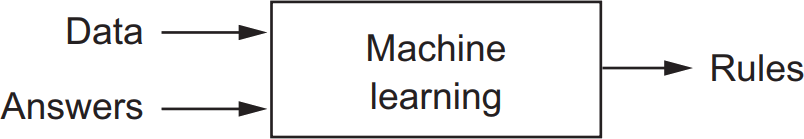 Data
Answers
Machine
learning
Rules